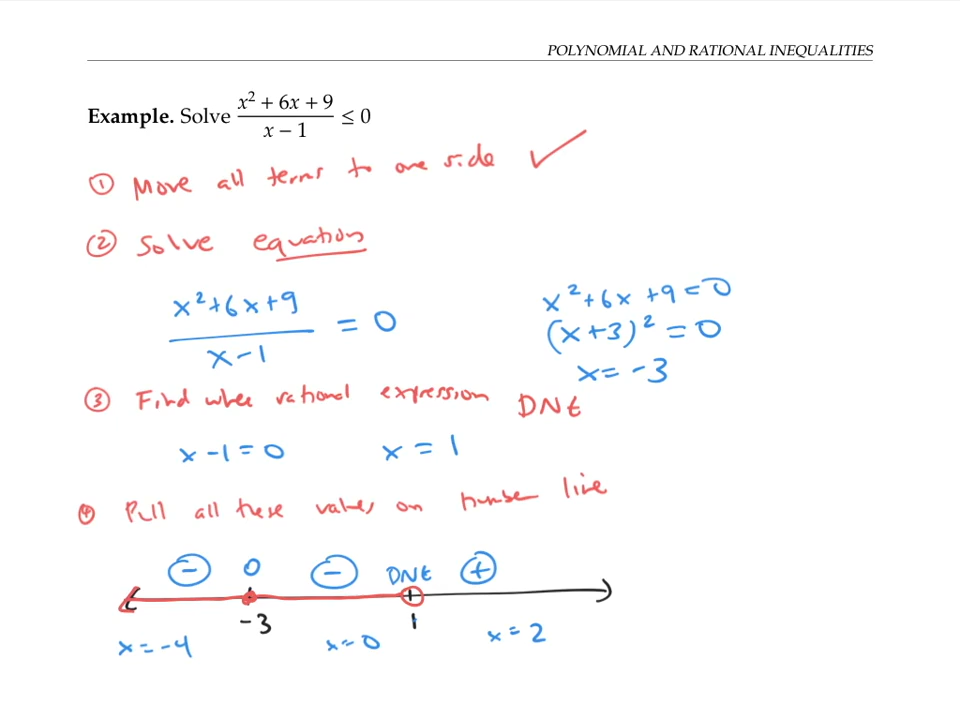 POLYNOMIAL AND RATIONAL INEQUALITIES
Example. Solve (x² + 6x + 9)/(x − 1) ≤ 0
① Move all terms to one side ✓
② Solve equation
(x²+6x+9)/(x-1) = 0
x²+6x+9=0
(x+3)²=0
x=-3
③ Find where rational expression DNE
x-1=0 x=1
④ Pull all these values on number line
⊖ 0 ⊖ DNE ⊕
-3 1
x=-4 x=0 x=2